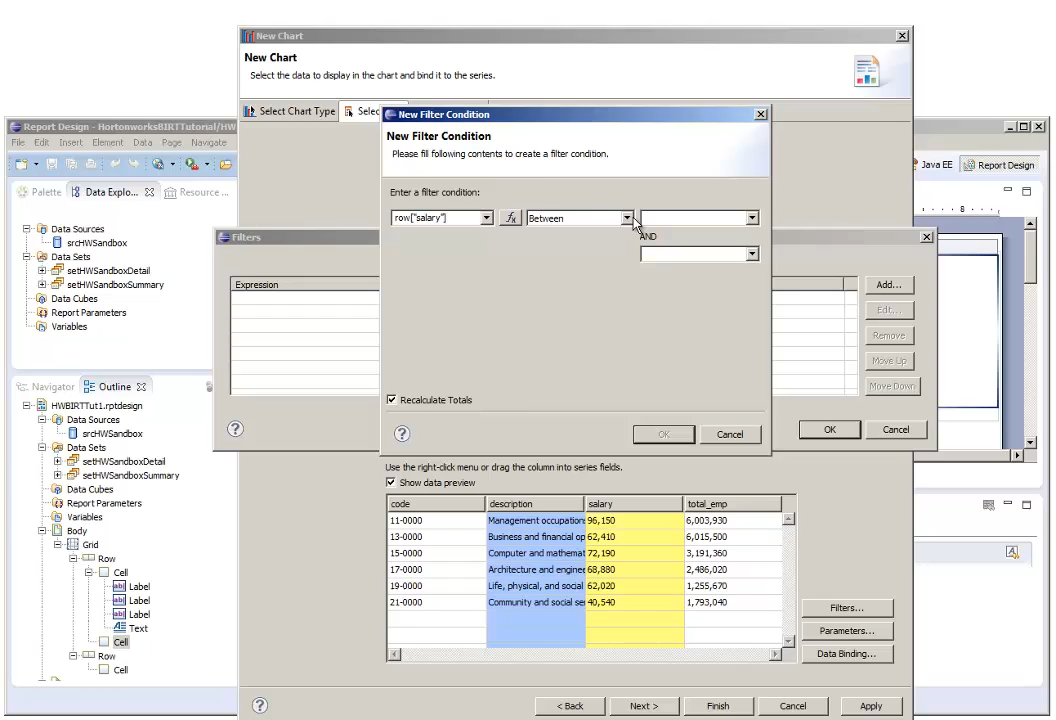 New Chart
New Chart
Select the data to display in the chart and bind it to the series.
Select Chart Type
Selec
Report Design - HortonworksBIRTTutorial/HW
File Edit Insert Element Data Page Navigate
Java EE
Report Design
Palette
Data Explo...
Resource ...
Data Sources
srcHWSandbox
Data Sets
setHWSandboxDetail
setHWSandboxSummary
Data Cubes
Report Parameters
Variables
New Filter Condition
New Filter Condition
Please fill following contents to create a filter condition.
Enter a filter condition:
row["salary"]
fx
Between
AND
Recalculate Totals
OK
Cancel
Filters
Expression
Add...
Edit...
Remove
Move Up
Move Down
OK
Cancel
8
Navigator
Outline
HWBIRTTut1.rptdesign
Data Sources
srcHWSandbox
Data Sets
setHWSandboxDetail
setHWSandboxSummary
Data Cubes
Report Parameters
Variables
Body
Grid
Row
Cell
Label
Label
Label
Text
Cell
Row
Cell
Use the right-click menu or drag the column into series fields.
Show data preview
code description salary total_emp
11-0000 Management occupation: 96,150 6,003,930
13-0000 Business and financial op 62,410 6,015,500
15-0000 Computer and mathemat 72,190 3,191,360
17-0000 Architecture and enginee 68,880 2,486,020
19-0000 Life, physical, and social 62,020 1,255,670
21-0000 Community and social se 40,540 1,793,040
Filters...
Parameters...
Data Binding...
< Back
Next >
Finish
Cancel
Apply